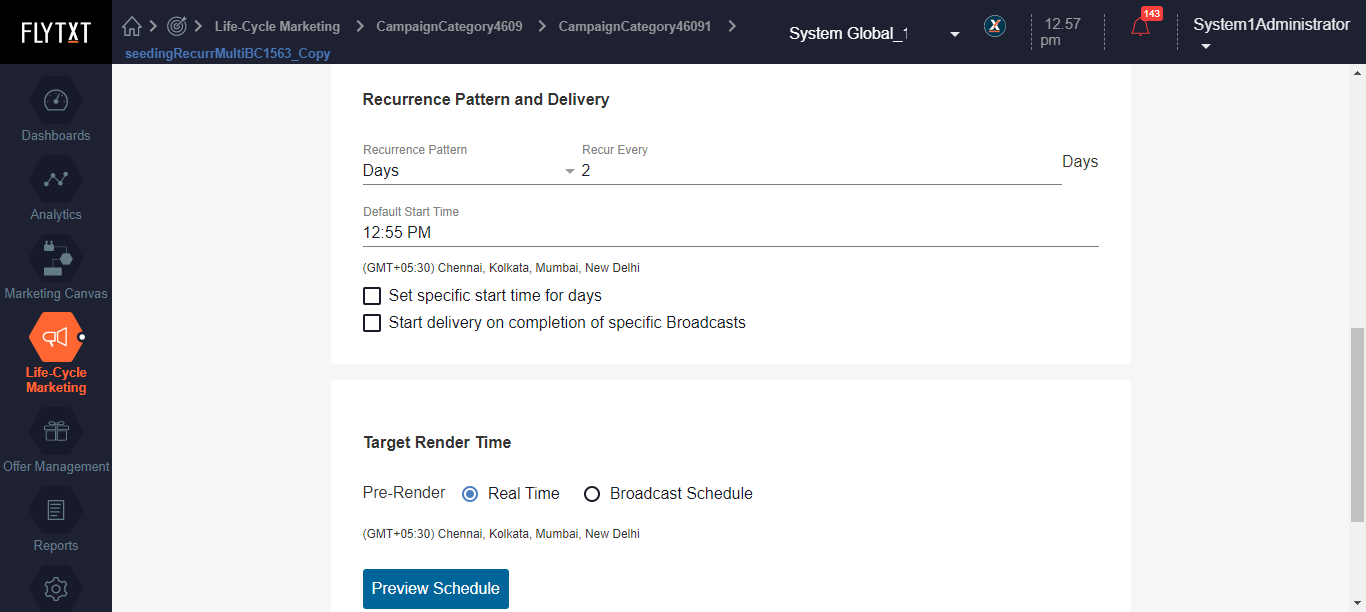 FLYTXT
Life-Cycle Marketing
CampaignCategory4609
CampaignCategory46091
seedingRecurrMultiBC1563_Copy
System Global_1
12.57
pm
143
System1Administrator
Dashboards
Analytics
Marketing Canvas
Life-Cycle
Marketing
Offer Management
Reports
Recurrence Pattern and Delivery
Recurrence Pattern
Days
Recur Every
2
Days
Default Start Time
12:55 PM
(GMT+05:30) Chennai, Kolkata, Mumbai, New Delhi
Set specific start time for days
Start delivery on completion of specific Broadcasts
Target Render Time
Pre-Render
Real Time
Broadcast Schedule
(GMT+05:30) Chennai, Kolkata, Mumbai, New Delhi
Preview Schedule